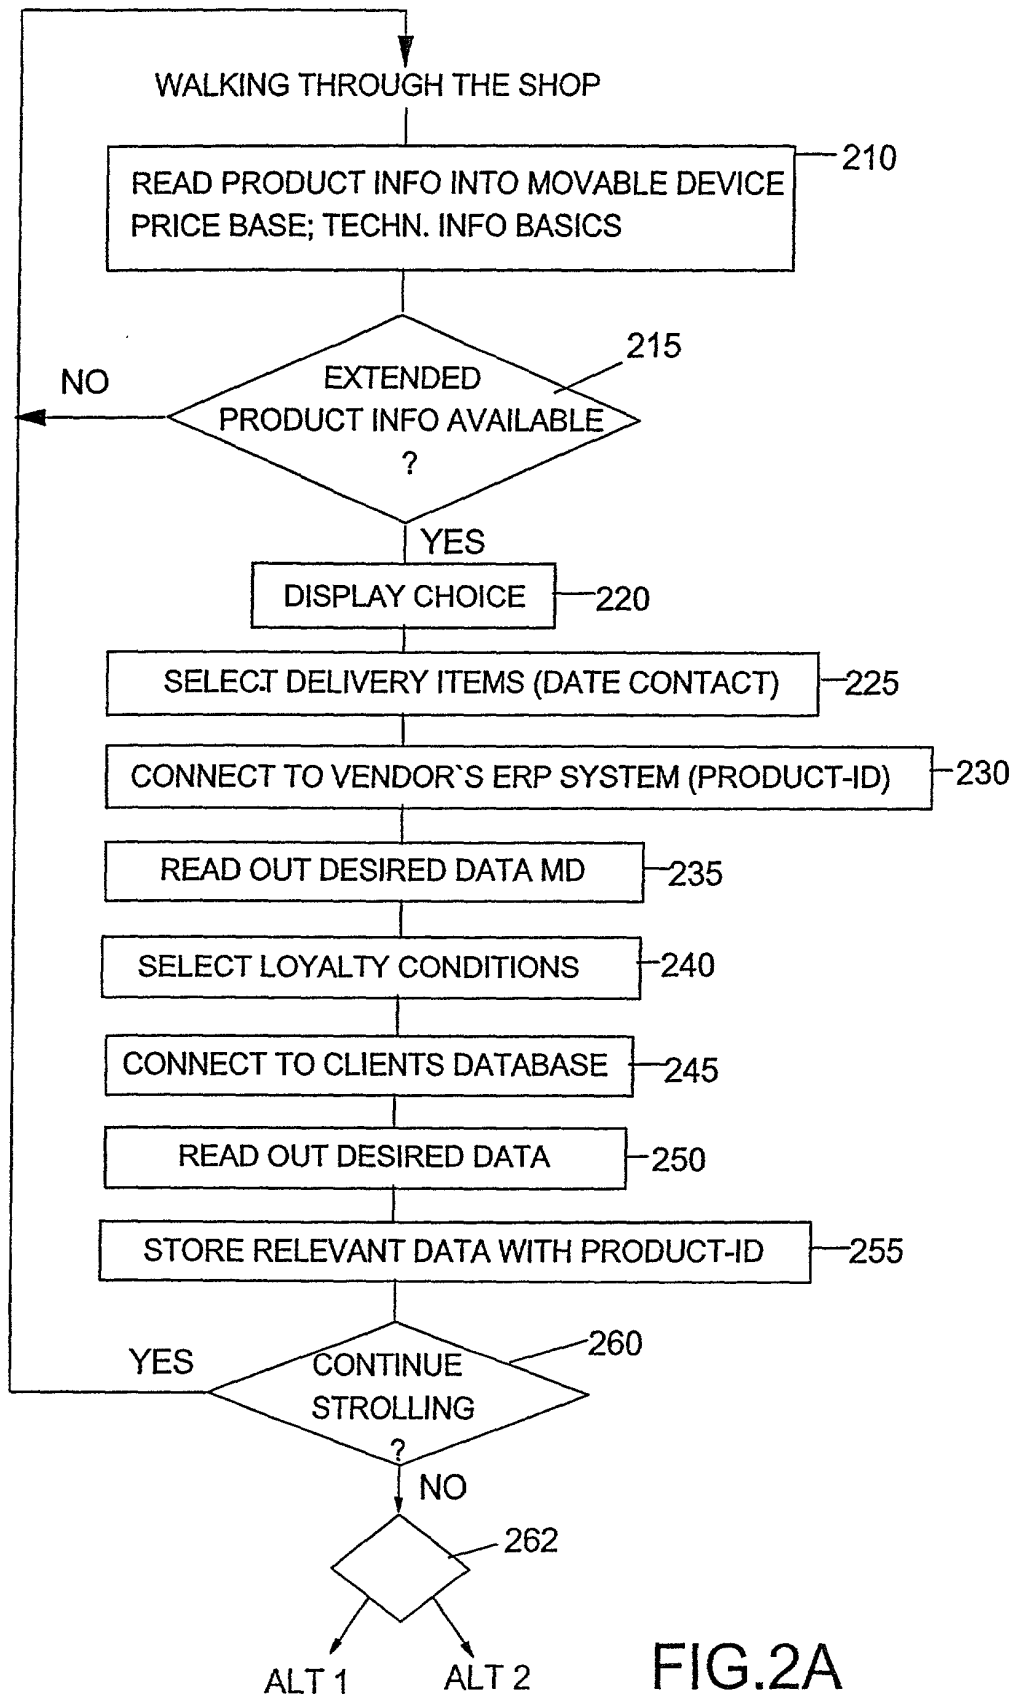 WALKING THROUGH THE SHOP
210
READ PRODUCT INFO INTO MOVABLE DEVICE
PRICE BASE; TECHN. INFO BASICS
215
NO
EXTENDED
PRODUCT INFO AVAILABLE
?
YES
DISPLAY CHOICE
220
SELECT DELIVERY ITEMS (DATE CONTACT)
225
CONNECT TO VENDOR`S ERP SYSTEM (PRODUCT-ID)
230
READ OUT DESIRED DATA MD
235
SELECT LOYALTY CONDITIONS
240
CONNECT TO CLIENTS DATABASE
245
READ OUT DESIRED DATA
250
STORE RELEVANT DATA WITH PRODUCT-ID
255
260
YES
CONTINUE
STROLLING
?
NO
262
ALT 1
ALT 2
FIG.2A